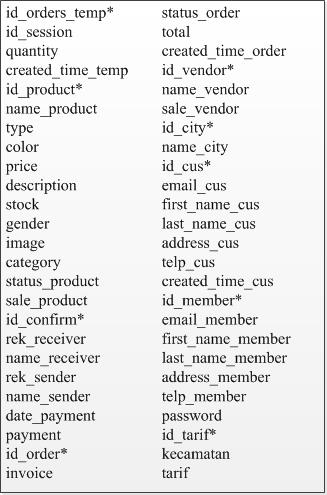 id_orders_temp*
id_session
quantity
created_time_temp
id_product*
name_product
type
color
price
description
stock
gender
image
category
status_product
sale_product
id_confirm*
rek_receiver
name_receiver
rek_sender
name_sender
date_payment
payment
id_order*
invoice
status_order
total
created_time_order
id_vendor*
name_vendor
sale_vendor
id_city*
name_city
id_cus*
email_cus
first_name_cus
last_name_cus
address_cus
telp_cus
created_time_cus
id_member*
email_member
first_name_member
last_name_member
address_member
telp_member
password
id_tarif*
kecamatan
tarif